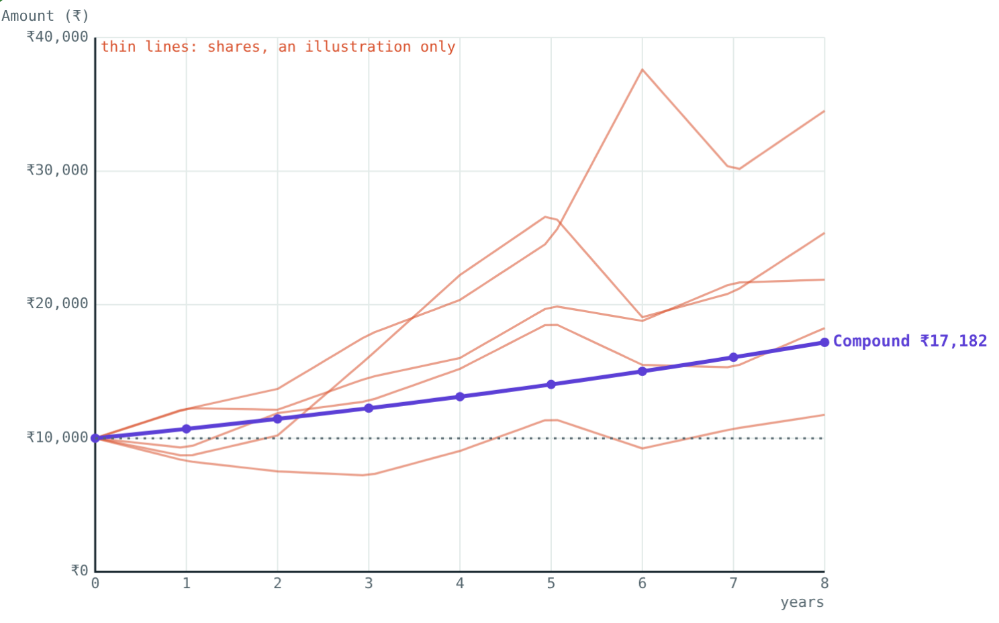 Amount (₹)
₹40,000
thin lines: shares, an illustration only
₹30,000
₹20,000
Compound ₹17,182
₹10,000
₹0
0 1 2 3 4 5 6 7 8
years